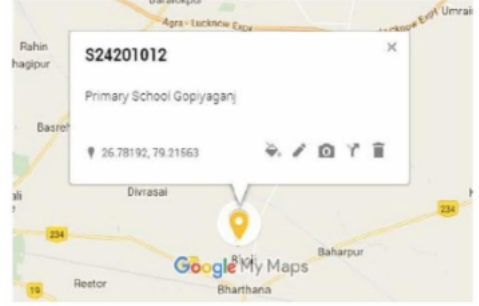 Agra - Lucknow Expy
Umrai
Rahin
hagipur
S24201012
×
Primary School Gopiyaganj
Basreh
26.78192, 79.21563
Divrasai
234
234
Baharpur
Google My Maps
19
Reetor
Bharthana